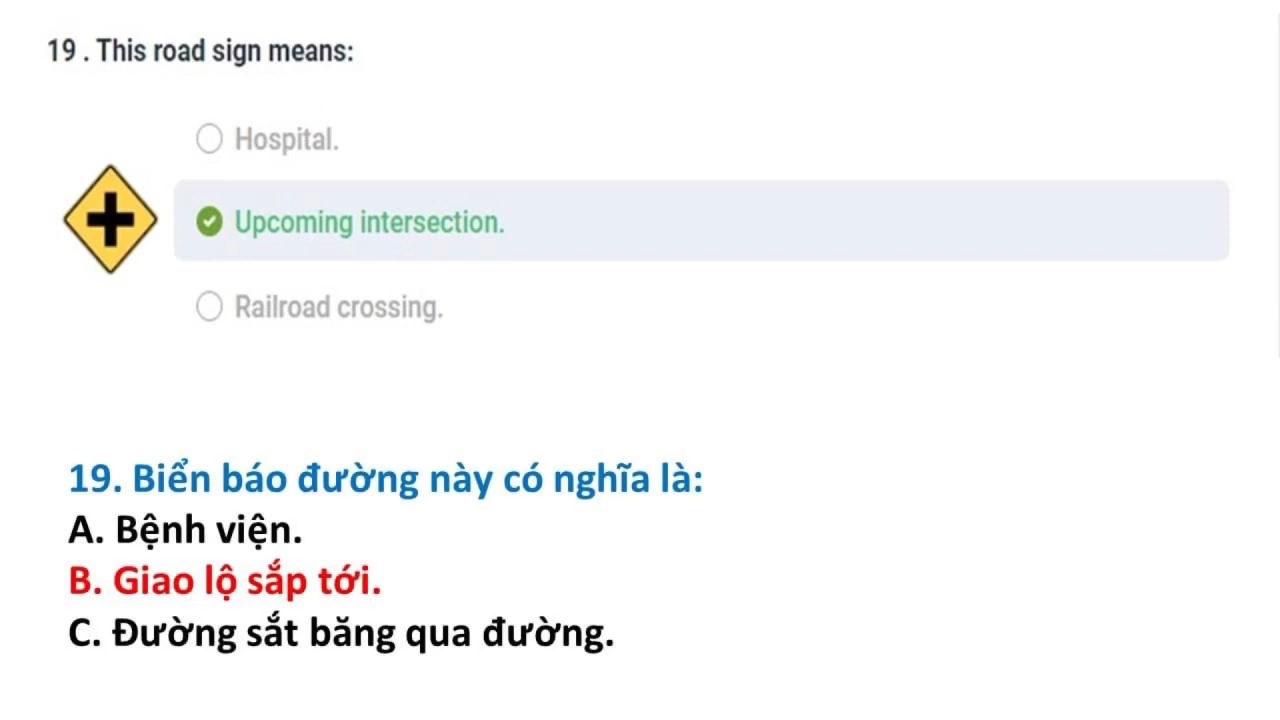 19 . This road sign means:
Hospital.
Upcoming intersection.
Railroad crossing.
19. Biển báo đường này có nghĩa là:
A. Bệnh viện.
B. Giao lộ sắp tới.
C. Đường sắt băng qua đường.